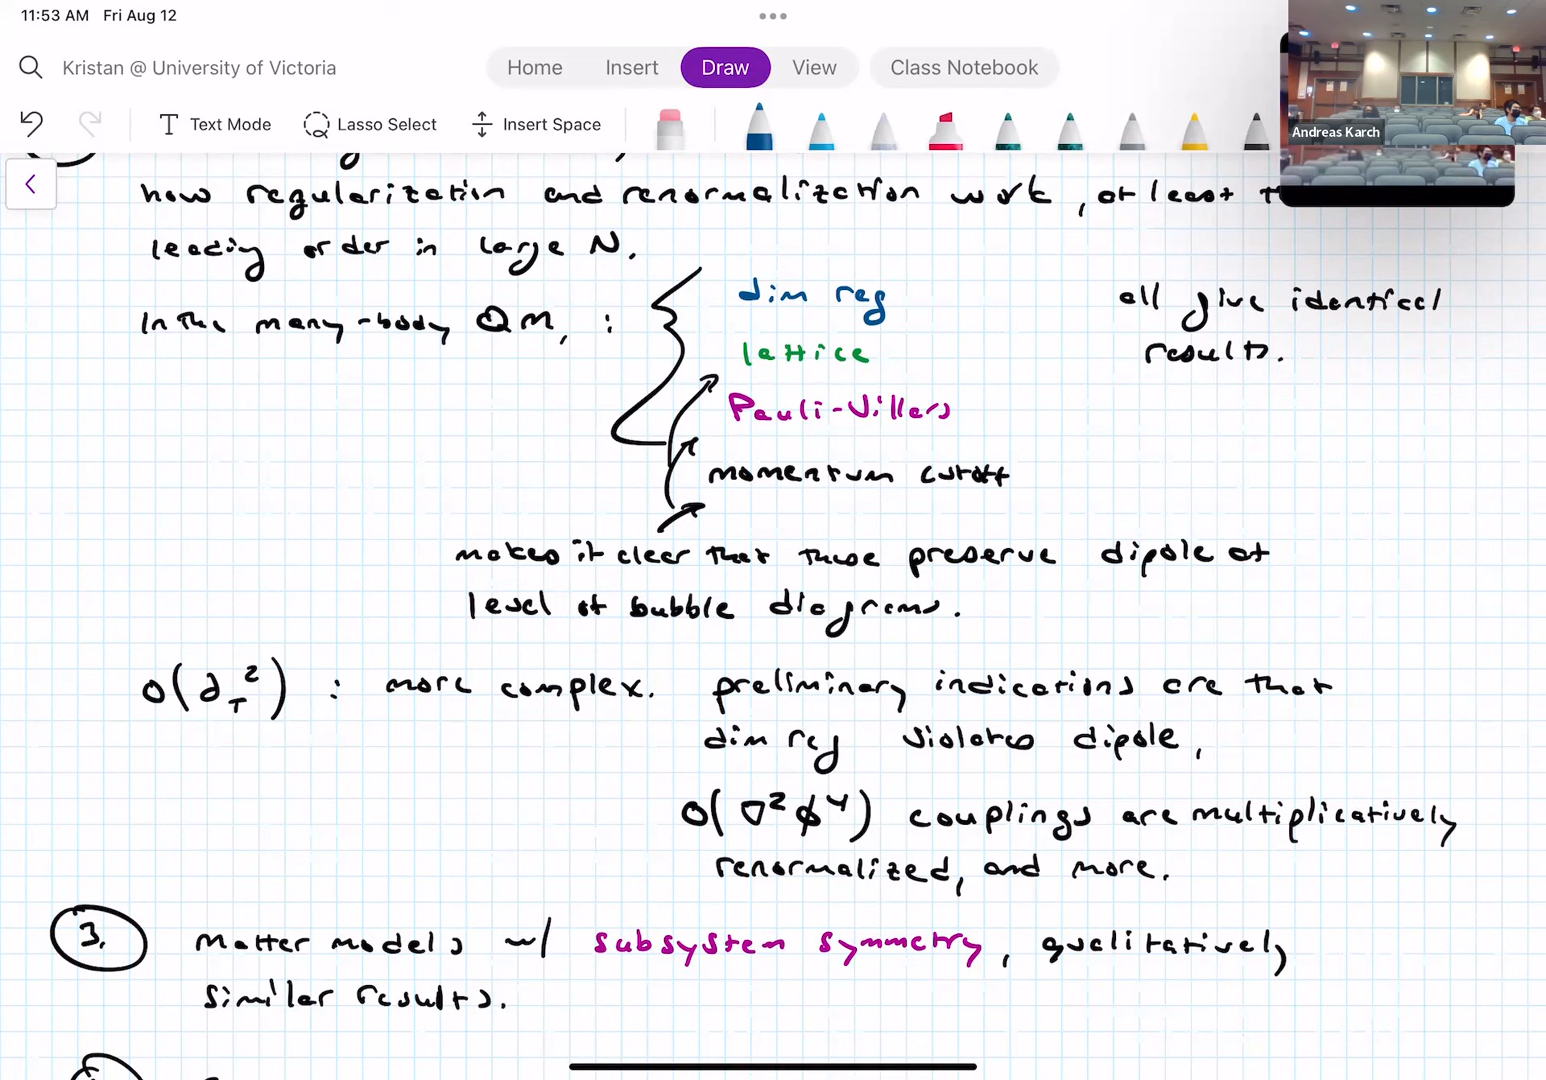 11:53 AM Fri Aug 12
Kristan @ University of Victoria
Home Insert Draw View Class Notebook
Text Mode Lasso Select Insert Space
Andreas Karch
how regularization and renormalization work, at least
leading order in large N.
In the many-body QM, :
dim reg
lattice
Pauli-Villars
momentum cutoff
all give identical
results.
makes it clear that these preserve dipole at
level of bubble diagrams.
O(∂_T²) : more complex. preliminary indications are that
dim reg violates dipole,
O(∇²φ⁴) couplings are multiplicatively
renormalized, and more.
3. Matter models w/ subsystem symmetry, qualitatively
similar results.